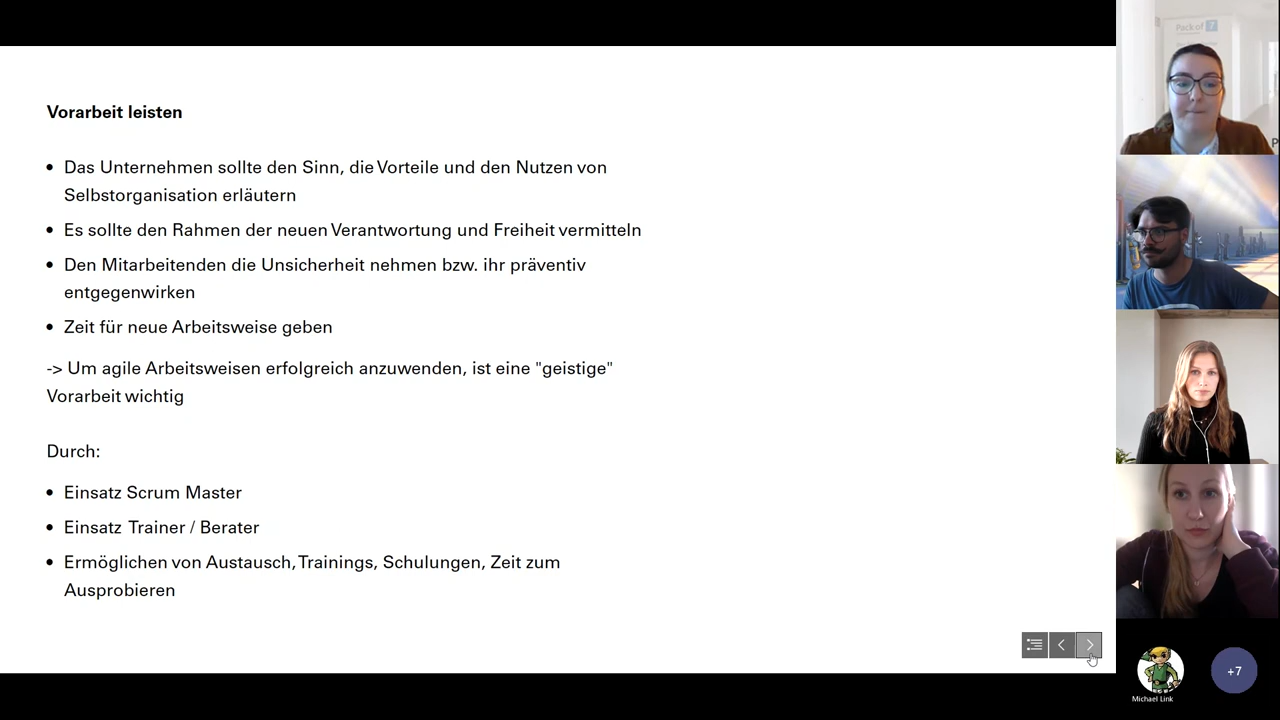 Vorarbeit leisten
• Das Unternehmen sollte den Sinn, die Vorteile und den Nutzen von
Selbstorganisation erläutern
• Es sollte den Rahmen der neuen Verantwortung und Freiheit vermitteln
• Den Mitarbeitenden die Unsicherheit nehmen bzw. ihr präventiv
entgegenwirken
• Zeit für neue Arbeitsweise geben
-> Um agile Arbeitsweisen erfolgreich anzuwenden, ist eine "geistige"
Vorarbeit wichtig
Durch:
• Einsatz Scrum Master
• Einsatz Trainer / Berater
• Ermöglichen von Austausch, Trainings, Schulungen, Zeit zum
Ausprobieren
Pack of 7
P
Michael Link
+7